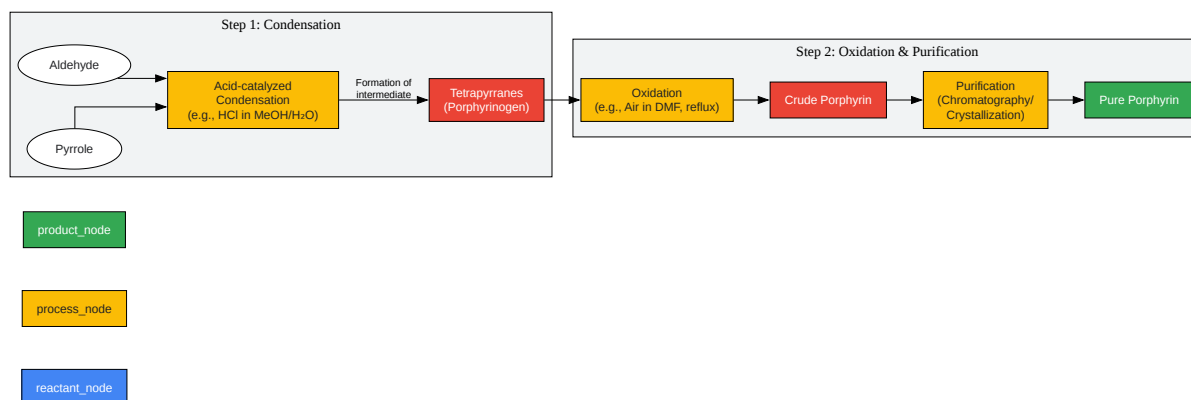 Step 1: Condensation
Aldehyde
Pyrrole
Acid-catalyzed
Condensation
(e.g., HCl in MeOH/H₂O)
Formation of
intermediate
Tetrapyrranes
(Porphyrinogen)
Step 2: Oxidation & Purification
Oxidation
(e.g., Air in DMF, reflux)
Crude Porphyrin
Purification
(Chromatography/
Crystallization)
Pure Porphyrin
product_node
process_node
reactant_node